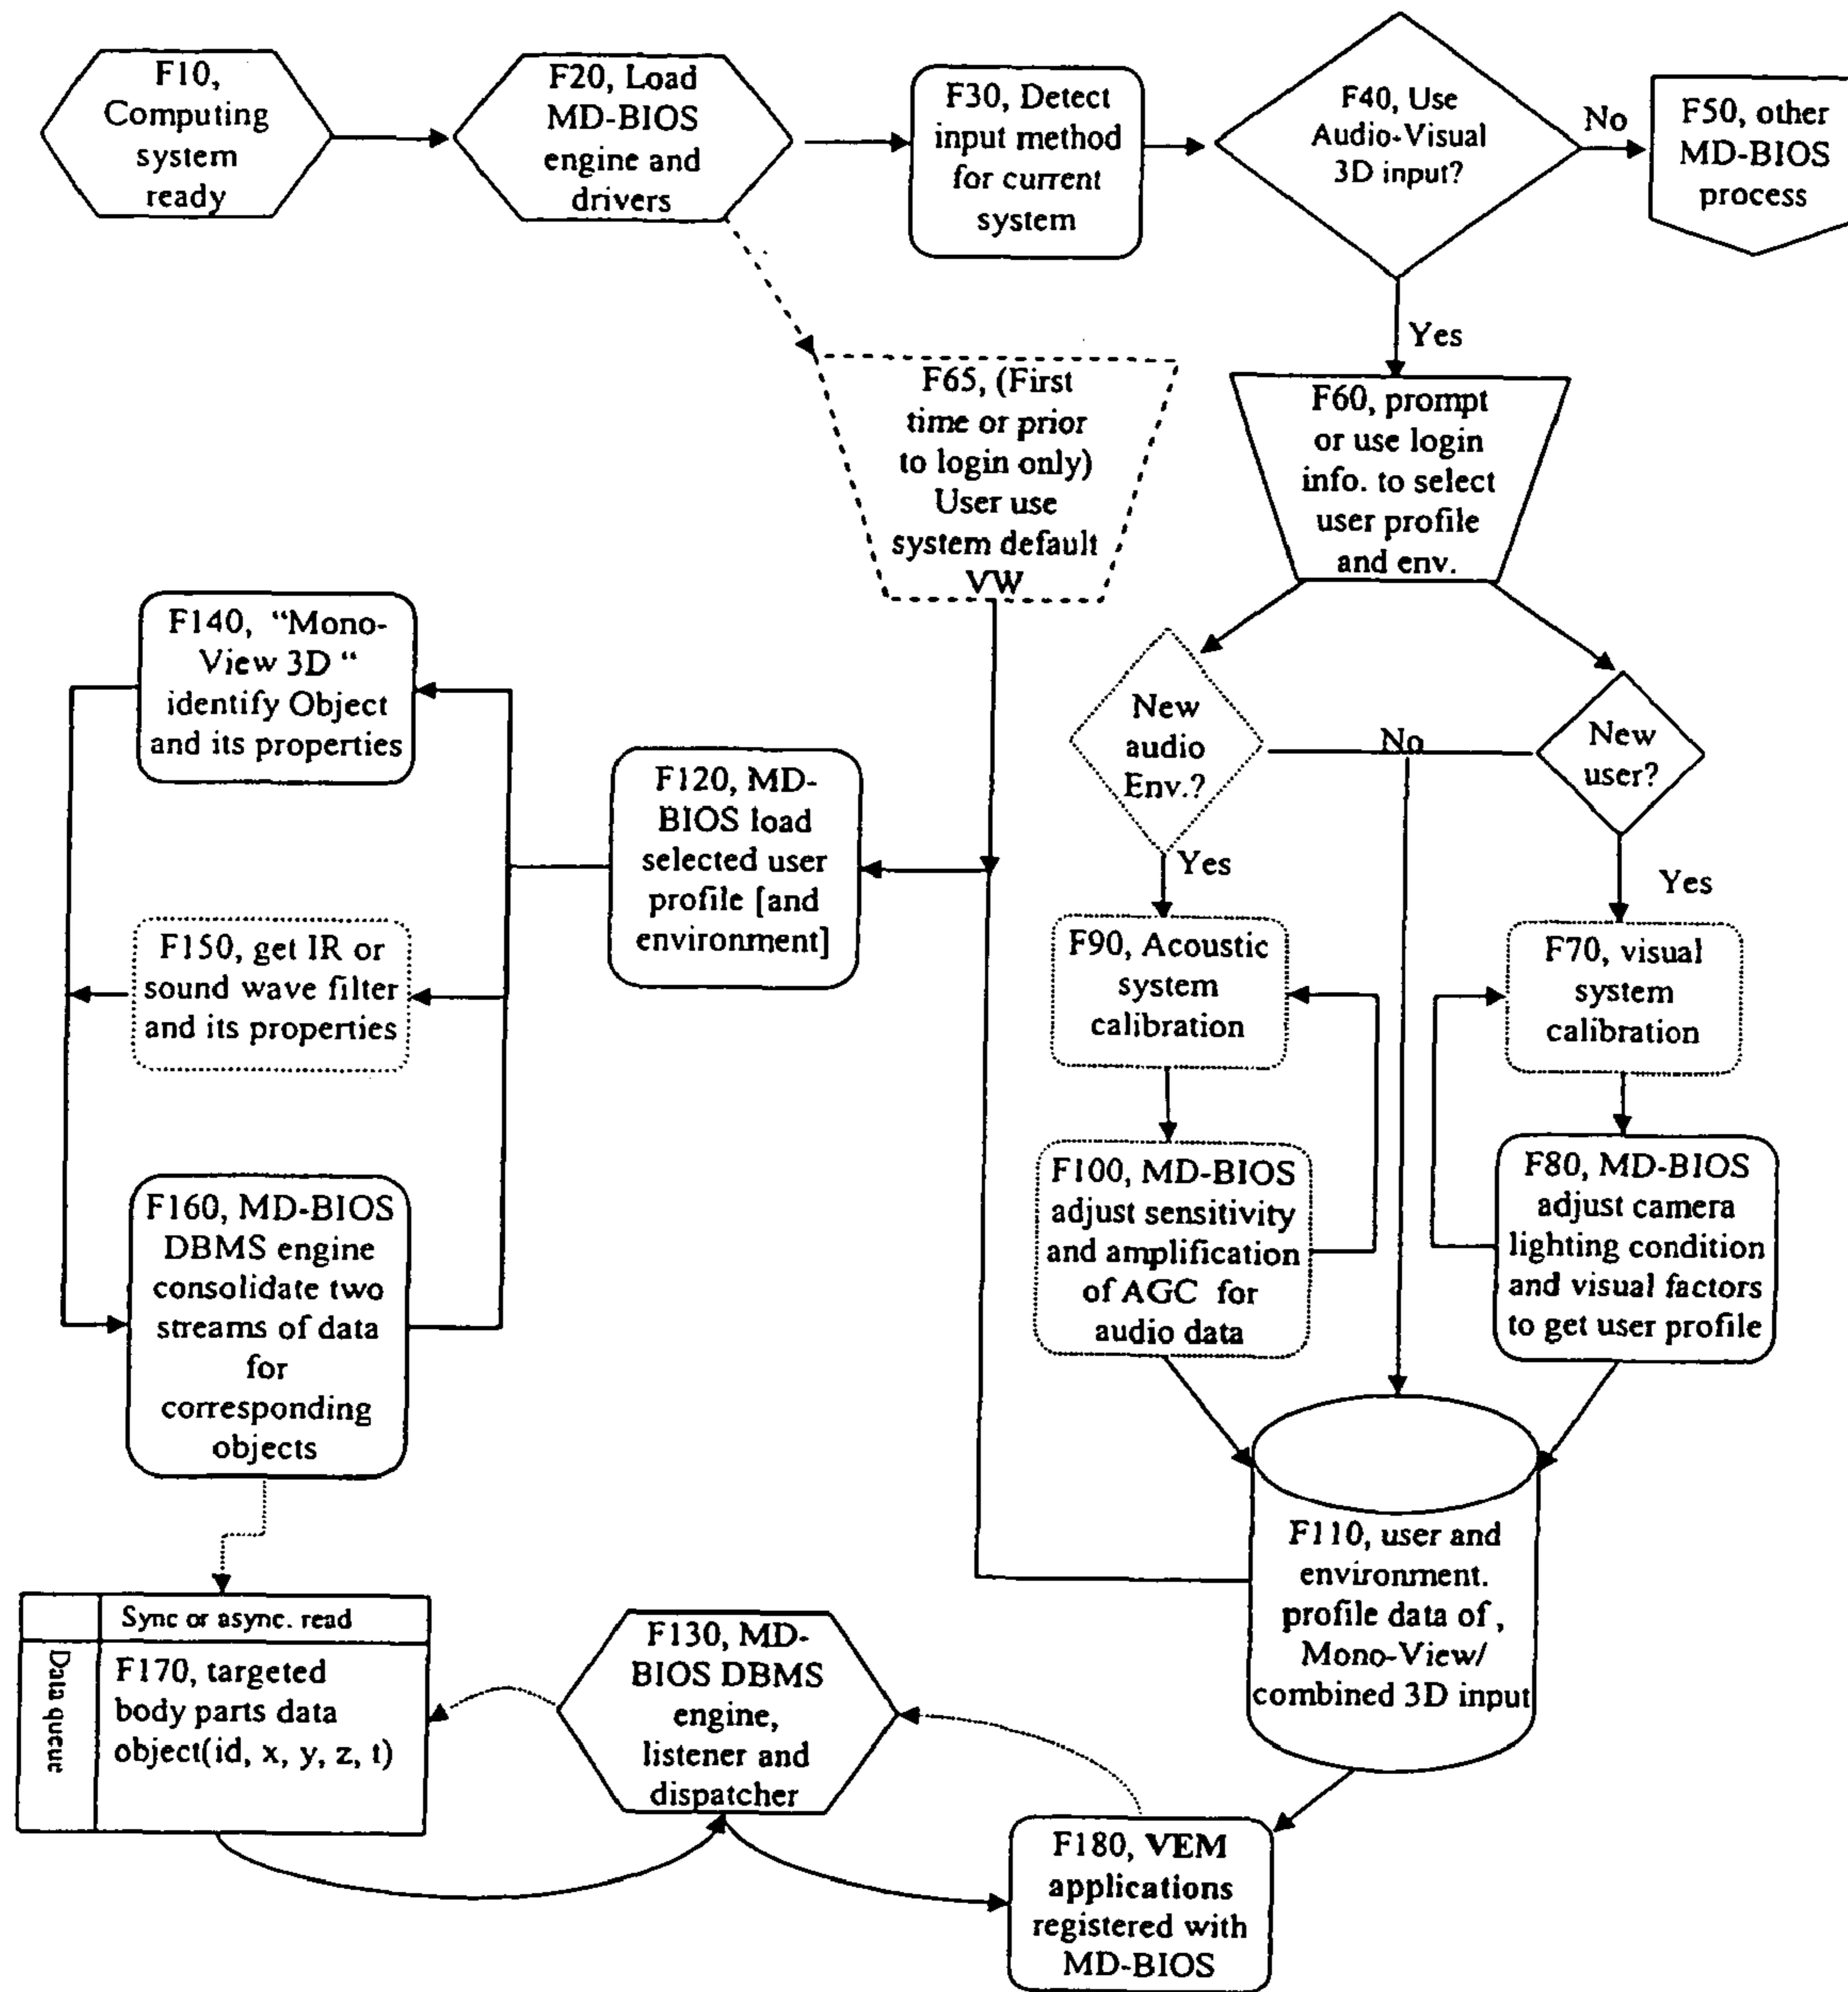 F10,
Computing
system
ready
F20, Load
MD-BIOS
engine and
drivers
F30, Detect
input method
for current
system
F40, Use
Audio-Visual
3D input?
No
F50, other
MD-BIOS
process
Yes
F65, (First
time or prior
to login only)
User use
system default
VW
F60, prompt
or use login
info. to select
user profile
and env.
New
audio
Env.?
No
New
user?
Yes
Yes
F140, “Mono-
View 3D “
identify Object
and its properties
F120, MD-
BIOS load
selected user
profile [and
environment]
F150, get IR or
sound wave filter
and its properties
F90, Acoustic
system
calibration
F70, visual
system
calibration
F160, MD-BIOS
DBMS engine
consolidate two
streams of data
for
corresponding
objects
F100, MD-BIOS
adjust sensitivity
and amplification
of AGC for
audio data
F80, MD-BIOS
adjust camera
lighting condition
and visual factors
to get user profile
F110, user and
environment.
profile data of ,
Mono-View/
combined 3D input
Sync or async. read
Data queue
F170, targeted
body parts data
object(id, x, y, z, t)
F130, MD-
BIOS DBMS
engine,
listener and
dispatcher
F180, VEM
applications
registered with
MD-BIOS